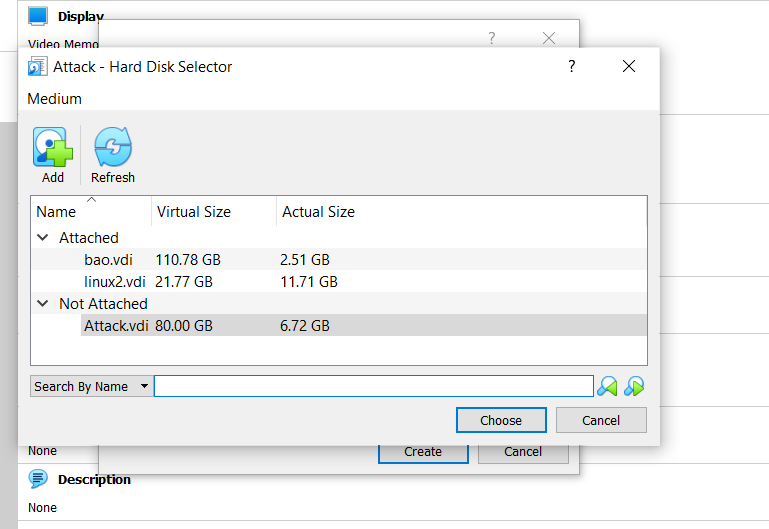 Display
Video Memo
?
Attack - Hard Disk Selector ?
Medium
Add Refresh
Name Virtual Size Actual Size
Attached
bao.vdi 110.78 GB 2.51 GB
linux2.vdi 21.77 GB 11.71 GB
Not Attached
Attack.vdi 80.00 GB 6.72 GB
Search By Name
Choose Cancel
None Create Cancel
Description
None